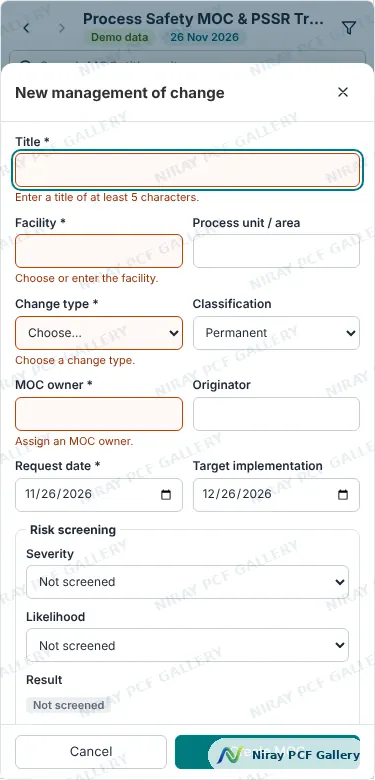 Process Safety MOC & PSSR Tr...
Demo data 26 Nov 2026
New management of change
Title *
Enter a title of at least 5 characters.
Facility * Process unit / area
Choose or enter the facility.
Change type * Classification
Choose... Permanent
Choose a change type.
MOC owner * Originator
Assign an MOC owner.
Request date * Target implementation
11/26/2026 12/26/2026
Risk screening
Severity
Not screened
Likelihood
Not screened
Result
Not screened
Cancel
Niray PCF Gallery
NIRAY PCF GALLERY